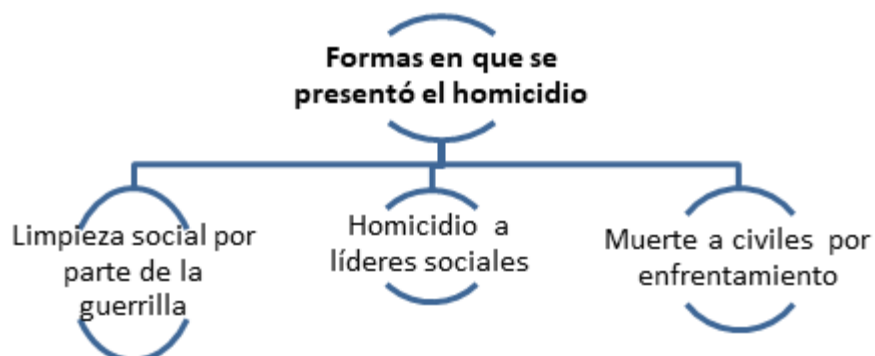 Formas en que se
presentó el homicidio
Limpieza social por
parte de la
guerrilla
Homicidio a
líderes sociales
Muerte a civiles por
enfrentamiento